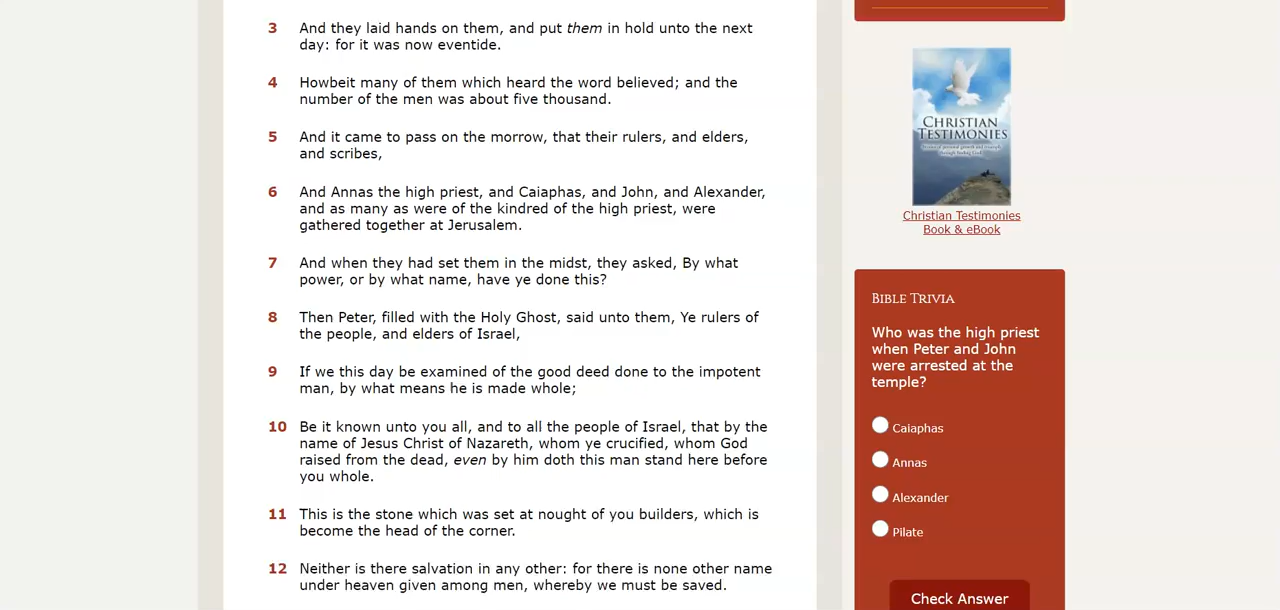 3 And they laid hands on them, and put them in hold unto the next
day: for it was now eventide.
4 Howbeit many of them which heard the word believed; and the
number of the men was about five thousand.
5 And it came to pass on the morrow, that their rulers, and elders,
and scribes,
6 And Annas the high priest, and Caiaphas, and John, and Alexander,
and as many as were of the kindred of the high priest, were
gathered together at Jerusalem.
7 And when they had set them in the midst, they asked, By what
power, or by what name, have ye done this?
8 Then Peter, filled with the Holy Ghost, said unto them, Ye rulers of
the people, and elders of Israel,
9 If we this day be examined of the good deed done to the impotent
man, by what means he is made whole;
10 Be it known unto you all, and to all the people of Israel, that by the
name of Jesus Christ of Nazareth, whom ye crucified, whom God
raised from the dead, even by him doth this man stand here before
you whole.
11 This is the stone which was set at nought of you builders, which is
become the head of the corner.
12 Neither is there salvation in any other: for there is none other name
under heaven given among men, whereby we must be saved.
CHRISTIAN
TESTIMONIES
Christian Testimonies
Book & eBook
Bible Trivia
Who was the high priest
when Peter and John
were arrested at the
temple?
Caiaphas
Annas
Alexander
Pilate
Check Answer